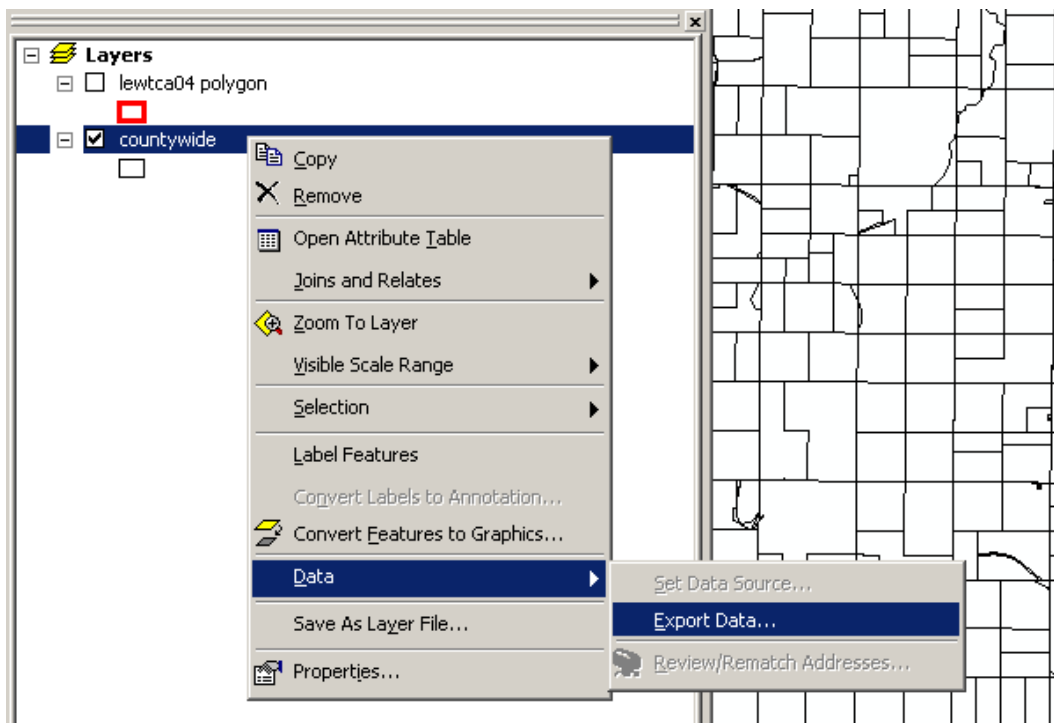 Layers
lewtca04 polygon
countywide
Copy
Remove
Open Attribute Table
Joins and Relates
Zoom To Layer
Visible Scale Range
Selection
Label Features
Convert Labels to Annotation...
Convert Features to Graphics...
Data
Set Data Source...
Export Data...
Save As Layer File...
Review/Rematch Addresses...
Properties...